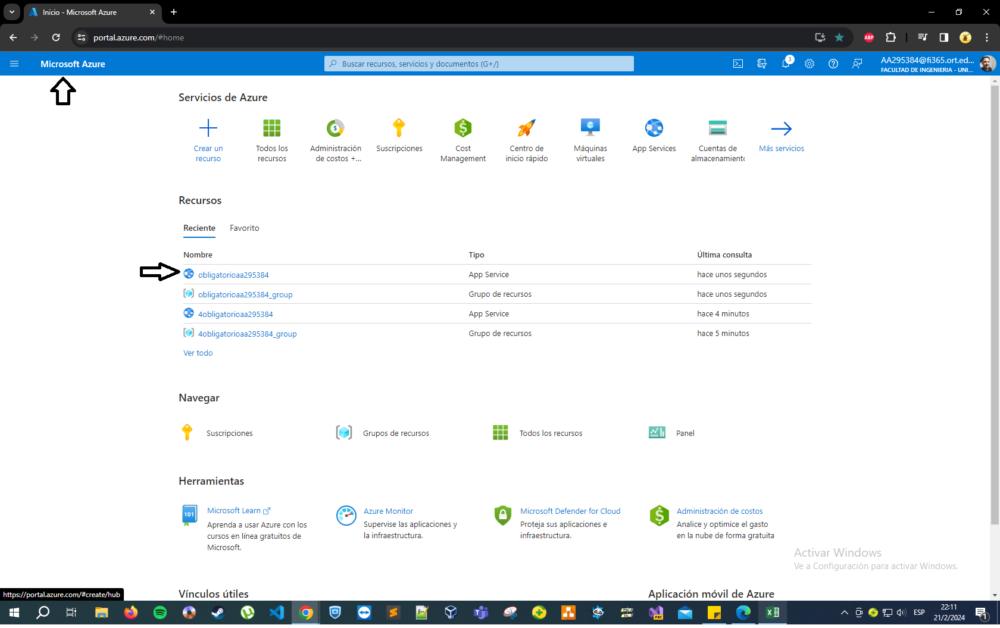 Inicio - Microsoft Azure
portal.azure.com/#home
ABP
Microsoft Azure
Buscar recursos, servicios y documentos (G+/)
3
AA295384@fi365.ort.ed...
FACULTAD DE INGENIERIA - UNI...
Servicios de Azure
Crear un
recurso
Todos los
recursos
Administración
de costos +...
Suscripciones
Cost
Management
Centro de
inicio rápido
Máquinas
virtuales
App Services
Cuentas de
almacenamiento
Más servicios
Recursos
Reciente
Favorito
Nombre
Tipo
Última consulta
obligatorioaa295384
App Service
hace unos segundos
obligatorioaa295384_group
Grupo de recursos
hace unos segundos
4obligatorioaa295384
App Service
hace 4 minutos
4obligatorioaa295384_group
Grupo de recursos
hace 5 minutos
Ver todo
Navegar
Suscripciones
Grupos de recursos
Todos los recursos
Panel
Herramientas
101
Microsoft Learn
Aprenda a usar Azure con los
cursos en línea gratuitos de
Microsoft.
Azure Monitor
Supervise las aplicaciones y
la infraestructura.
Microsoft Defender for Cloud
Proteja sus aplicaciones e
infraestructura.
Administración de costos
Analice y optimice el gasto
en la nube de forma gratuita
Activar Windows
Ve a Configuración para activar Windows.
https://portal.azure.com/#create/hub
Vínculos útiles
Aplicación móvil de Azure
PRE
ESP
22:11
21/2/2024
1